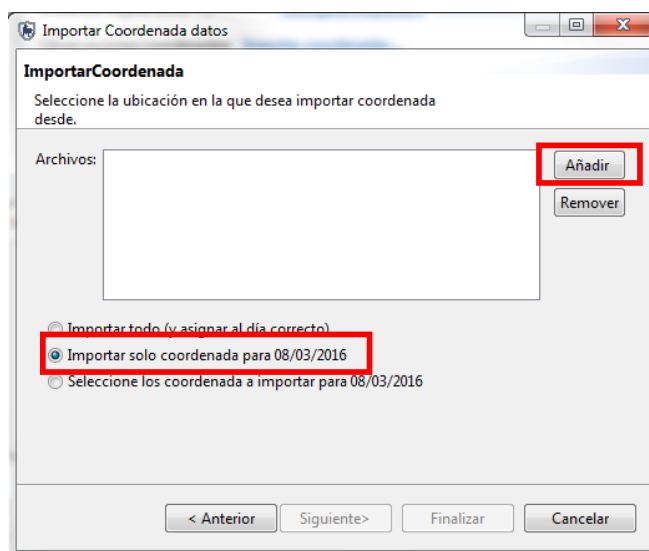 Importar Coordenada datos
ImportarCoordenada
Seleccione la ubicación en la que desea importar coordenada
desde.
Archivos:
Añadir
Remover
Importar todo (y asignar al día correcto)
Importar solo coordenada para 08/03/2016
Seleccione los coordenada a importar para 08/03/2016
< Anterior
Siguiente>
Finalizar
Cancelar